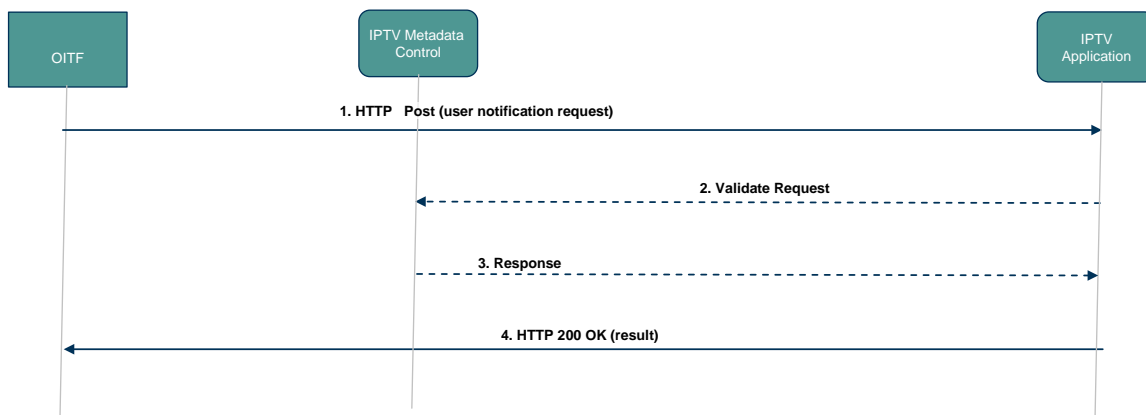 OITF
IPTV Metadata
Control
IPTV
Application
1. HTTP Post (user notification request)
2. Validate Request
3. Response
4. HTTP 200 OK (result)